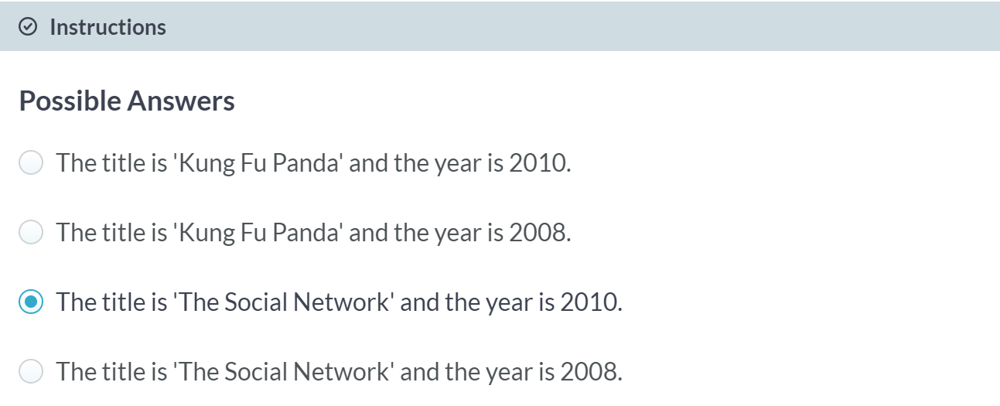 Instructions
Possible Answers
The title is 'Kung Fu Panda' and the year is 2010.
The title is 'Kung Fu Panda' and the year is 2008.
The title is 'The Social Network' and the year is 2010.
The title is 'The Social Network' and the year is 2008.